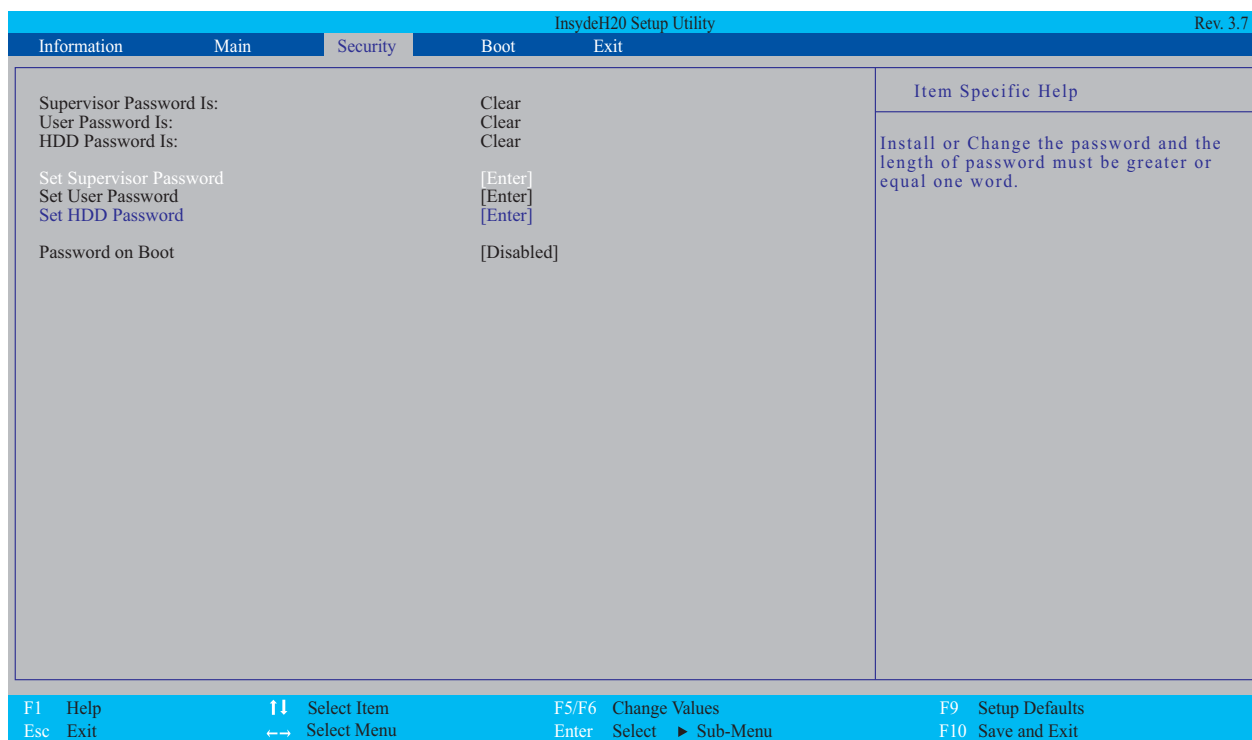 InsydeH20 Setup Utility Rev. 3.7
Information Main Security Boot Exit
Supervisor Password Is: Clear
User Password Is: Clear
HDD Password Is: Clear
Set Supervisor Password [Enter]
Set User Password [Enter]
Set HDD Password [Enter]
Password on Boot [Disabled]
Item Specific Help
Install or Change the password and the
length of password must be greater or
equal one word.
F1 Help ↑↓ Select Item F5/F6 Change Values F9 Setup Defaults
Esc Exit ←→ Select Menu Enter Select ▶ Sub-Menu F10 Save and Exit